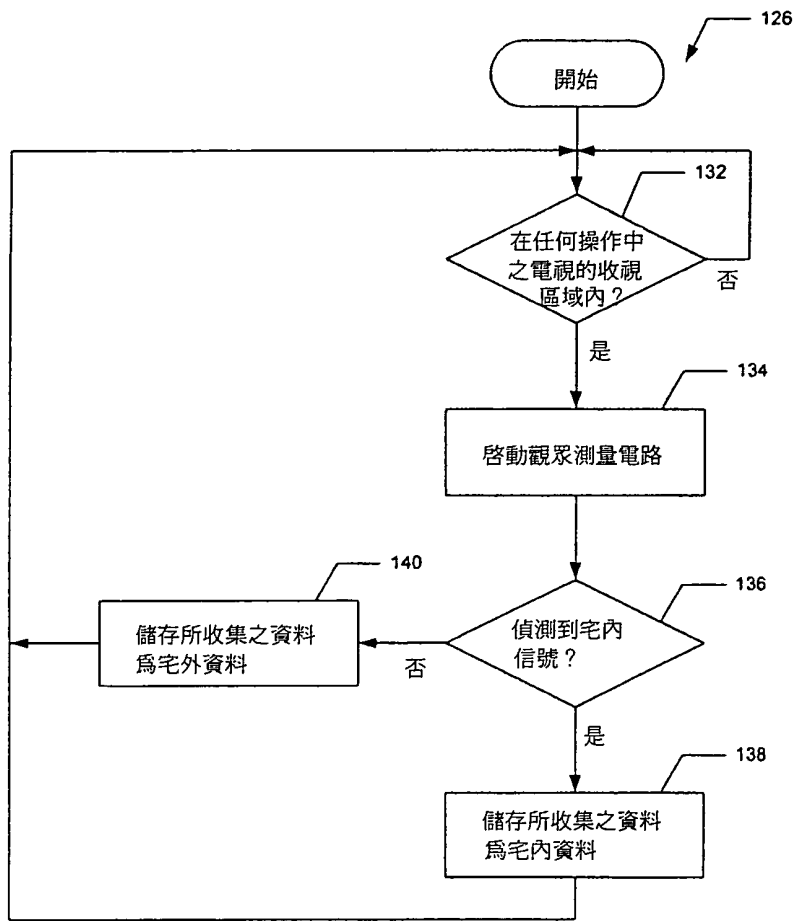 126
開始
132
在任何操作中
之電視的收視
區域內？
否
是
134
啓動觀眾測量電路
140
136
儲存所收集之資料
爲宅外資料
偵測到宅內
信號？
否
是
138
儲存所收集之資料
爲宅內資料